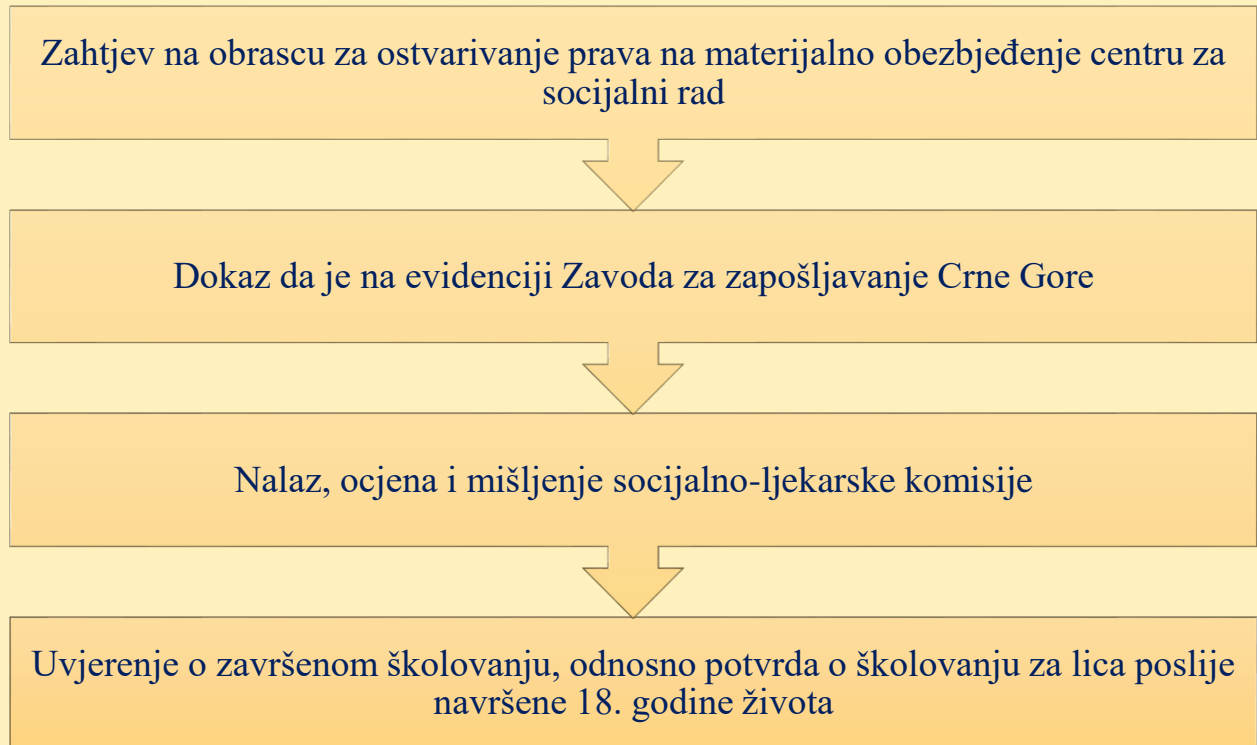 Zahtjev na obrascu za ostvarivanje prava na materijalno obezbjeđenje centru za
socijalni rad
Dokaz da je na evidenciji Zavoda za zapošljavanje Crne Gore
Nalaz, ocjena i mišljenje socijalno-ljekarske komisije
Uvjerenje o završenom školovanju, odnosno potvrda o školovanju za lica poslije
navršene 18. godine života